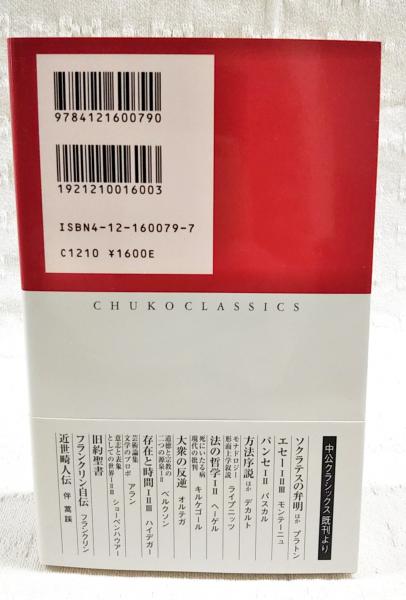 9784121600790
1921210016003
ISBN4-12-160079-7
C1210 ¥1600E
CHUKOCLASSICS
中公クラシックス既刊より
ソクラテスの弁明 ほか プラトン
エセーⅠⅡⅢ モンテーニュ
パンセⅠⅡ パスカル
方法序説 ほか デカルト
モナドロジー
形而上学叙説 ライプニッツ
法の哲学ⅠⅡ ヘーゲル
死にいたる病
現代の批判 キルケゴール
大衆の反逆 オルテガ
道徳と宗教の
二つの源泉ⅠⅡ ベルクソン
存在と時間ⅠⅡⅢ ハイデガー
芸術論集
文学のプロポ アラン
意志と表象
としての世界ⅠⅡⅢ ショーペンハウアー
旧約聖書
フランクリン自伝 フランクリン
近世畸人伝 伴 蒿蹊